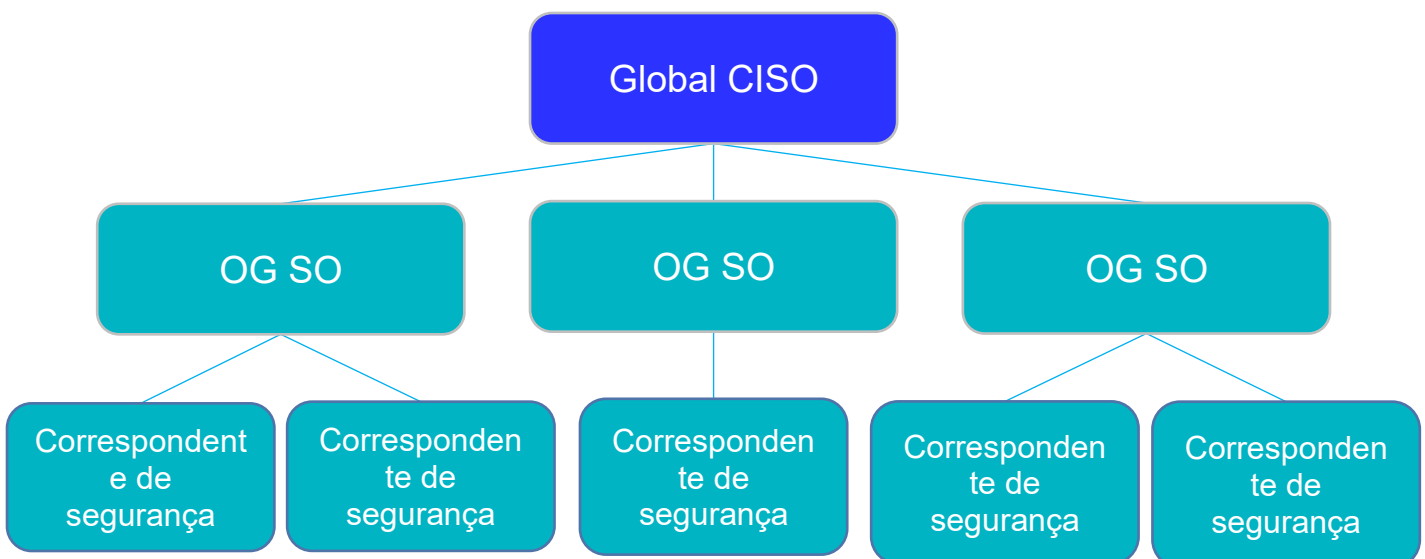 Global CISO
OG SO
OG SO
OG SO
Correspondent
e de
segurança
Corresponden
te de
segurança
Corresponden
te de
segurança
Corresponden
te de
segurança
Corresponden
te de
segurança